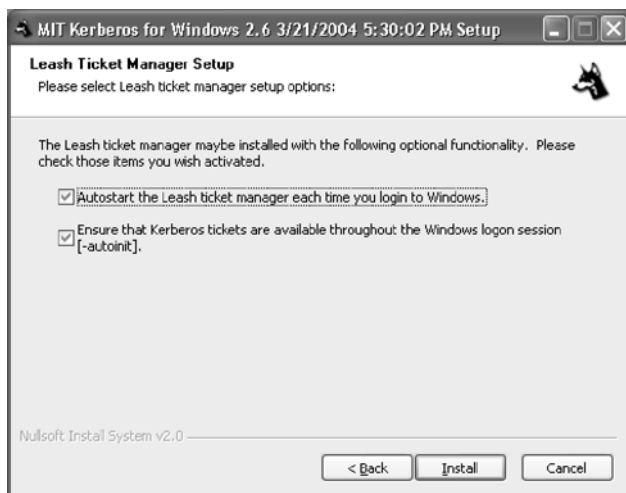 MIT Kerberos for Windows 2.6 3/21/2004 5:30:02 PM Setup
Leash Ticket Manager Setup
Please select Leash ticket manager setup options:
The Leash ticket manager maybe installed with the following optional functionality. Please
check those items you wish activated.
Autostart the Leash ticket manager each time you login to Windows.
Ensure that Kerberos tickets are available throughout the Windows logon session
[-autoinit].
Nullsoft Install System v2.0
< Back
Install
Cancel